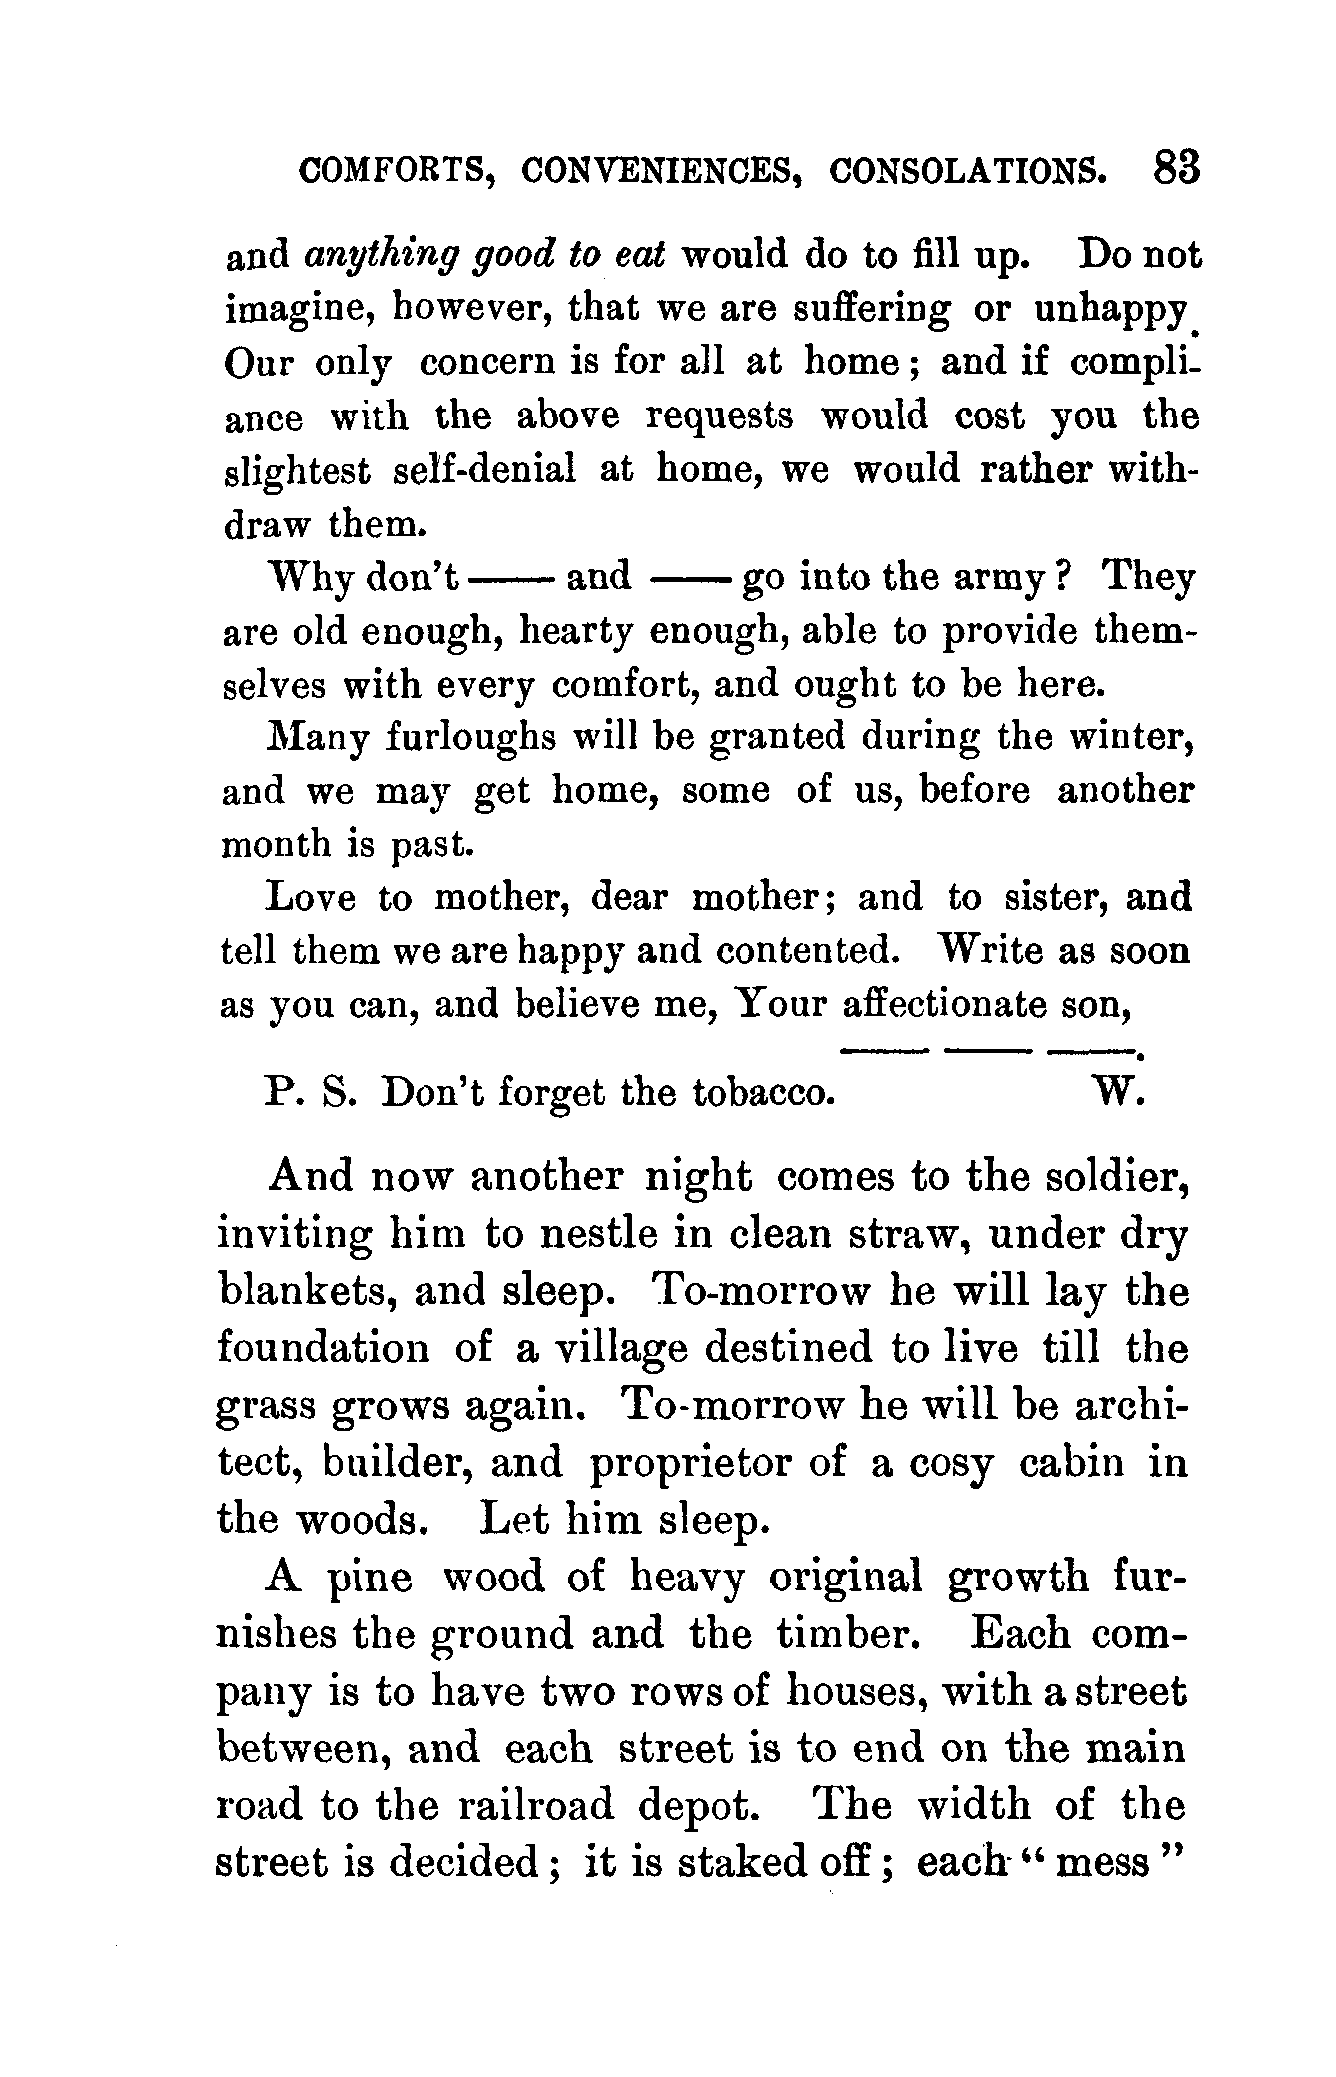 COMFORTS, CONVENIENCES, CONSOLATIONS. 83
and anything good to eat would do to fill up. Do not
imagine, however, that we are suffering or unhappy.
Our only concern is for all at home; and if compli-
ance with the above requests would cost you the
slightest self-denial at home, we would rather with-
draw them.
Why don't —— and —— go into the army? They
are old enough, hearty enough, able to provide them-
selves with every comfort, and ought to be here.
Many furloughs will be granted during the winter,
and we may get home, some of us, before another
month is past.
Love to mother, dear mother; and to sister, and
tell them we are happy and contented. Write as soon
as you can, and believe me, Your affectionate son,
—— —— ——.
P. S. Don't forget the tobacco. W.
And now another night comes to the soldier,
inviting him to nestle in clean straw, under dry
blankets, and sleep. To-morrow he will lay the
foundation of a village destined to live till the
grass grows again. To-morrow he will be archi-
tect, builder, and proprietor of a cosy cabin in
the woods. Let him sleep.
A pine wood of heavy original growth fur-
nishes the ground and the timber. Each com-
pany is to have two rows of houses, with a street
between, and each street is to end on the main
road to the railroad depot. The width of the
street is decided; it is staked off; each "mess"